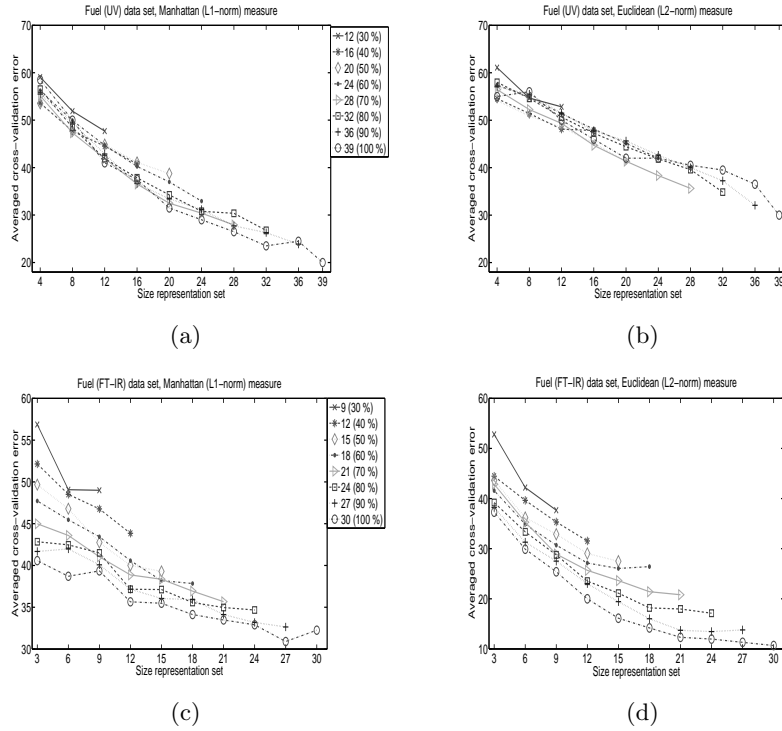 Fuel (UV) data set, Manhattan (L1−norm) measure
Averaged cross−validation error
70
60
50
40
30
20
4 8 12 16 20 24 28 32 36 39
Size representation set
12 (30 %)
16 (40 %)
20 (50 %)
24 (60 %)
28 (70 %)
32 (80 %)
36 (90 %)
39 (100 %)
(a)
Fuel (UV) data set, Euclidean (L2−norm) measure
Averaged cross−validation error
70
60
50
40
30
20
4 8 12 16 20 24 28 32 36 39
Size representation set
(b)
Fuel (FT−IR) data set, Manhattan (L1−norm) measure
Averaged cross−validation error
60
55
50
45
40
35
30
3 6 9 12 15 18 21 24 27 30
Size representation set
9 (30 %)
12 (40 %)
15 (50 %)
18 (60 %)
21 (70 %)
24 (80 %)
27 (90 %)
30 (100 %)
(c)
Fuel (FT−IR) data set, Euclidean (L2−norm) measure
Averaged cross−validation error
60
50
40
30
20
10
3 6 9 12 15 18 21 24 27 30
Size representation set
(d)